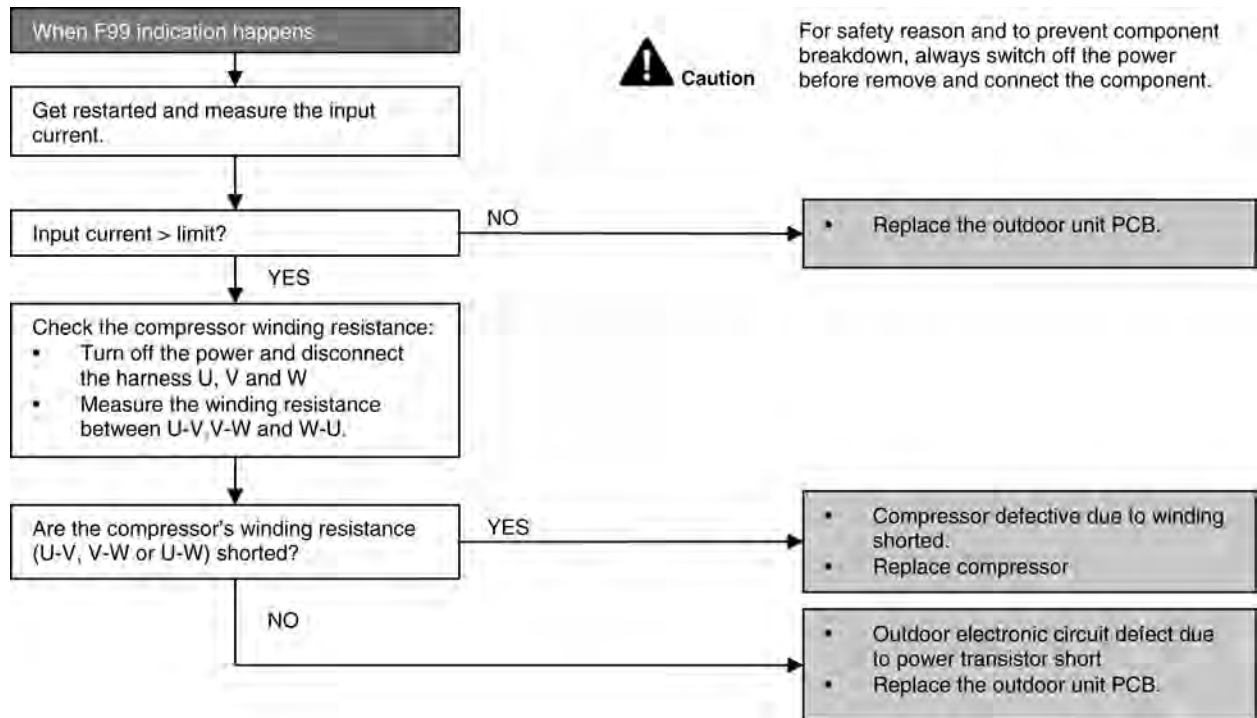 When F99 indication happens
Caution
For safety reason and to prevent component
breakdown, always switch off the power
before remove and connect the component.
Get restarted and measure the input
current.
Input current > limit?
NO
• Replace the outdoor unit PCB.
YES
Check the compressor winding resistance:
• Turn off the power and disconnect
the harness U, V and W
• Measure the winding resistance
between U-V,V-W and W-U.
Are the compressor's winding resistance
(U-V, V-W or U-W) shorted?
YES
• Compressor defective due to winding
shorted.
• Replace compressor
NO
• Outdoor electronic circuit defect due
to power transistor short
• Replace the outdoor unit PCB.